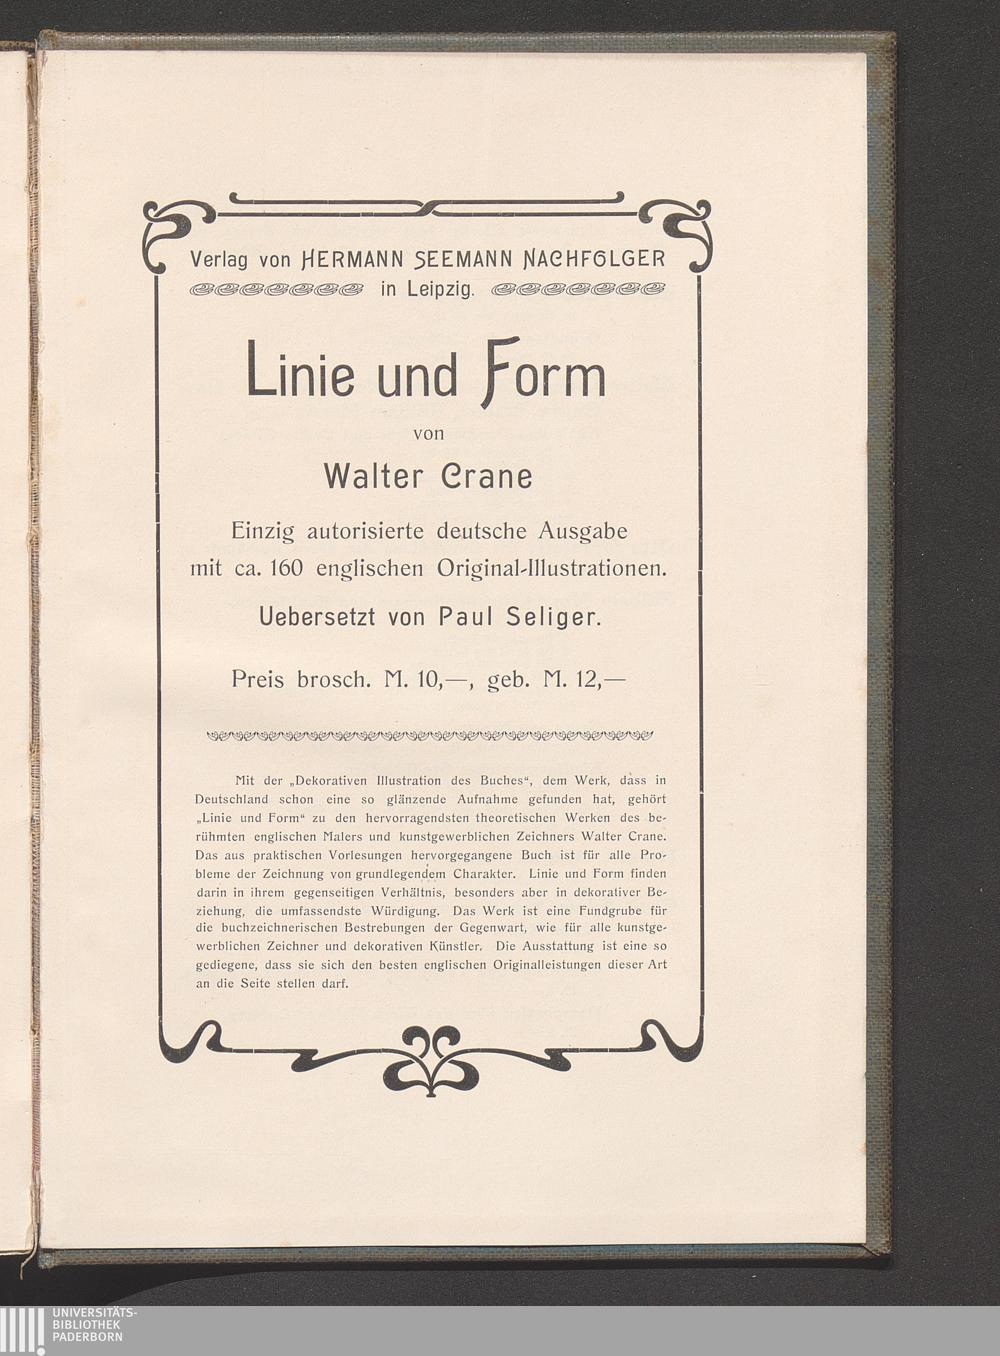 Verlag von HERMANN SEEMANN NACHFOLGER
in Leipzig.
Linie und Form
von
Walter Crane
Einzig autorisierte deutsche Ausgabe
mit ca. 160 englischen Original-Illustrationen.
Uebersetzt von Paul Seliger.
Preis brosch. M. 10,—, geb. M. 12,—
Mit der „Dekorativen Illustration des Buches“, dem Werk, dass in
Deutschland schon eine so glänzende Aufnahme gefunden hat, gehört
„Linie und Form“ zu den hervorragendsten theoretischen Werken des be-
rühmten englischen Malers und kunstgewerblichen Zeichners Walter Crane.
Das aus praktischen Vorlesungen hervorgegangene Buch ist für alle Pro-
bleme der Zeichnung von grundlegendem Charakter. Linie und Form finden
darin in ihrem gegenseitigen Verhältnis, besonders aber in dekorativer Be-
ziehung, die umfassendste Würdigung. Das Werk ist eine Fundgrube für
die buchzeichnerischen Bestrebungen der Gegenwart, wie für alle kunstge-
werblichen Zeichner und dekorativen Künstler. Die Ausstattung ist eine so
gediegene, dass sie sich den besten englischen Originalleistungen dieser Art
an die Seite stellen darf.
UNIVERSITÄTS-
BIBLIOTHEK
PADERBORN